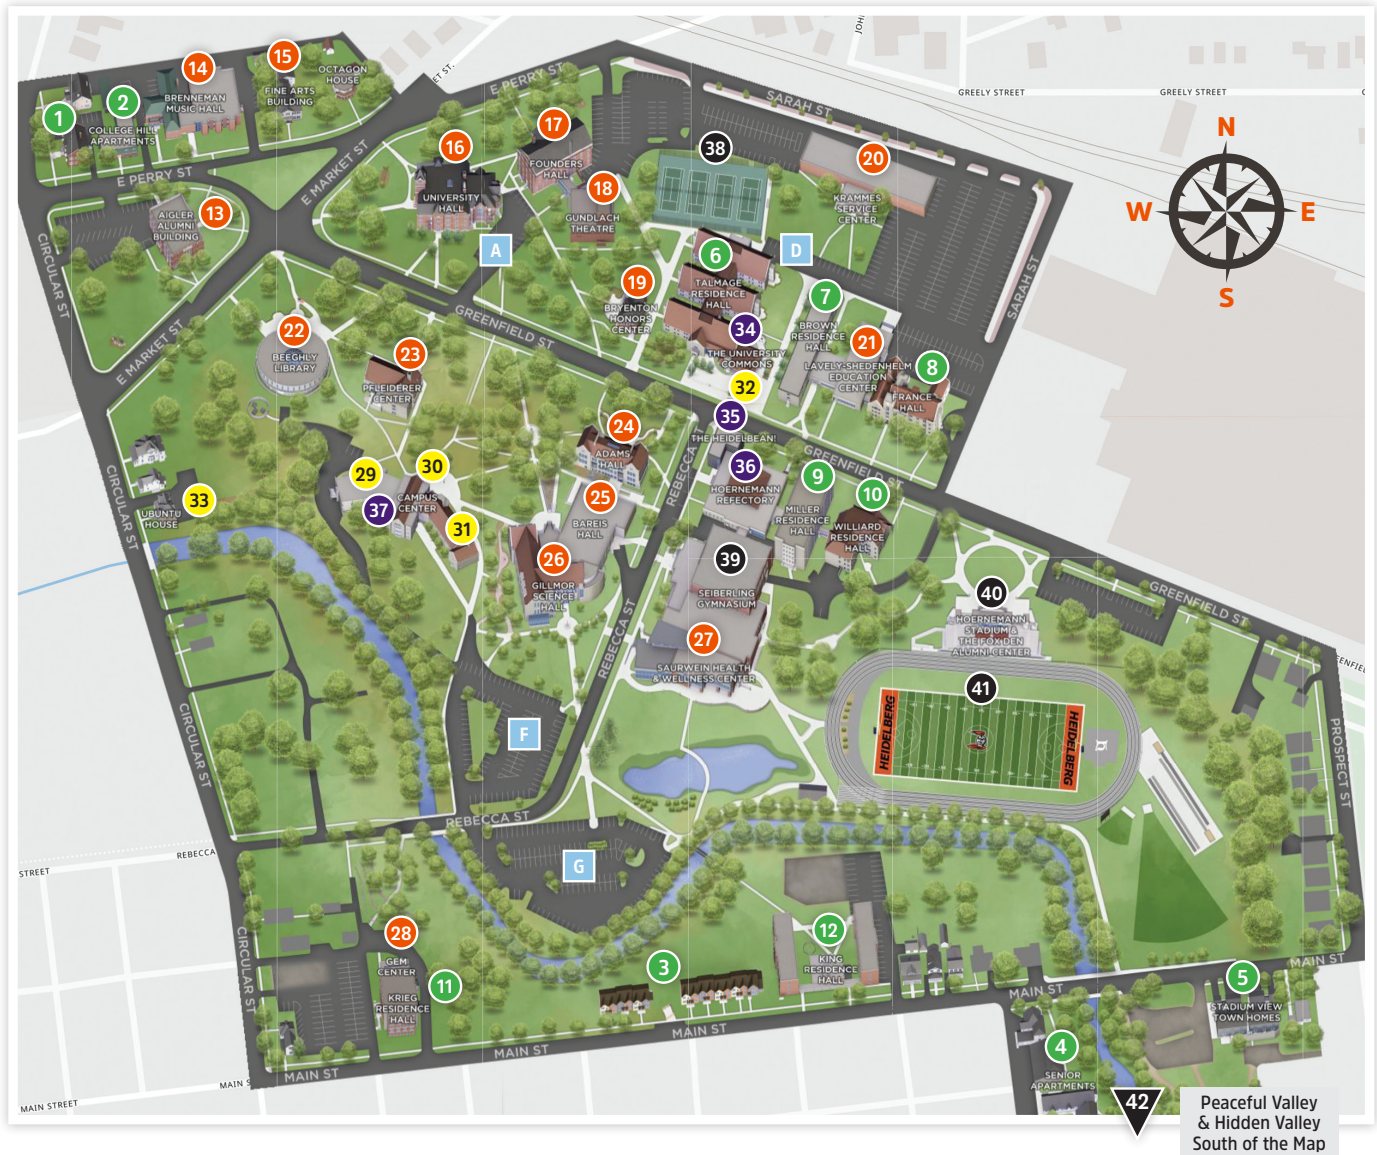 15
14
2
1
BRENNEMAN
MUSIC HALL
FINE ARTS
BUILDING
OCTAGON
HOUSE
COLLEGE HILL
APARTMENTS
ET ST.
E PERRY ST
JOH
SARAH ST
GREELY STREET
GREELY STREET
N
W
E
S
E PERRY ST
E MARKET ST
16
UNIVERSITY
HALL
17
FOUNDERS
HALL
18
GUNDLACH
THEATRE
38
20
KRAMMES
SERVICE
CENTER
13
AIGLER
ALUMNI
BUILDING
CIRCULAR ST
A
D
SARAH ST
6
TALMAGE
RESIDENCE
HALL
19
BRYENTON
HONORS
CENTER
7
BROWN
RESIDENCE
HALL
34
THE UNIVERSITY
COMMONS
21
LAVELY-SHEDENHELM
EDUCATION
CENTER
8
FRANCE
HALL
GREENFIELD ST
E MARKET ST
22
BEEGHLY
LIBRARY
23
PFLEIDERER
CENTER
32
35
THE HEIDELBEAN!
24
ADAMS
HALL
REBECCA
GREENFIELD ST
36
HOERNEMANN
REFECTORY
9
MILLER
RESIDENCE
HALL
10
WILLIARD
RESIDENCE
HALL
CIRCULAR ST
33
UBUNTU
HOUSE
29
30
37
CAMPUS
CENTER
31
25
BAREIS
HALL
26
GILLMOR
SCIENCE
HALL
39
SEIBERLING
GYMNASIUM
27
SAURWEIN HEALTH
& WELLNESS CENTER
REBECCA ST
40
HOERNEMANN
STADIUM &
THE FOX DEN
ALUMNI CENTER
GREENFIELD ST
ENFIE
41
HEIDELBERG
HEIDELBERG
PROSPECT ST
CIRCULAR ST
F
REBECCA ST
REBECCA
STREET
G
28
GEM
CENTER
11
KRIEG
RESIDENCE
HALL
CIRCULAR ST
3
12
KING
RESIDENCE
HALL
MAIN ST
MAIN ST
5
STADIUM VIEW
TOWN HOMES
4
SENIOR
APARTMENTS
MAIN ST
MAIN ST
MAIN ST
MAIN S
MAIN STREET
42
Peaceful Valley
& Hidden Valley
South of the Map